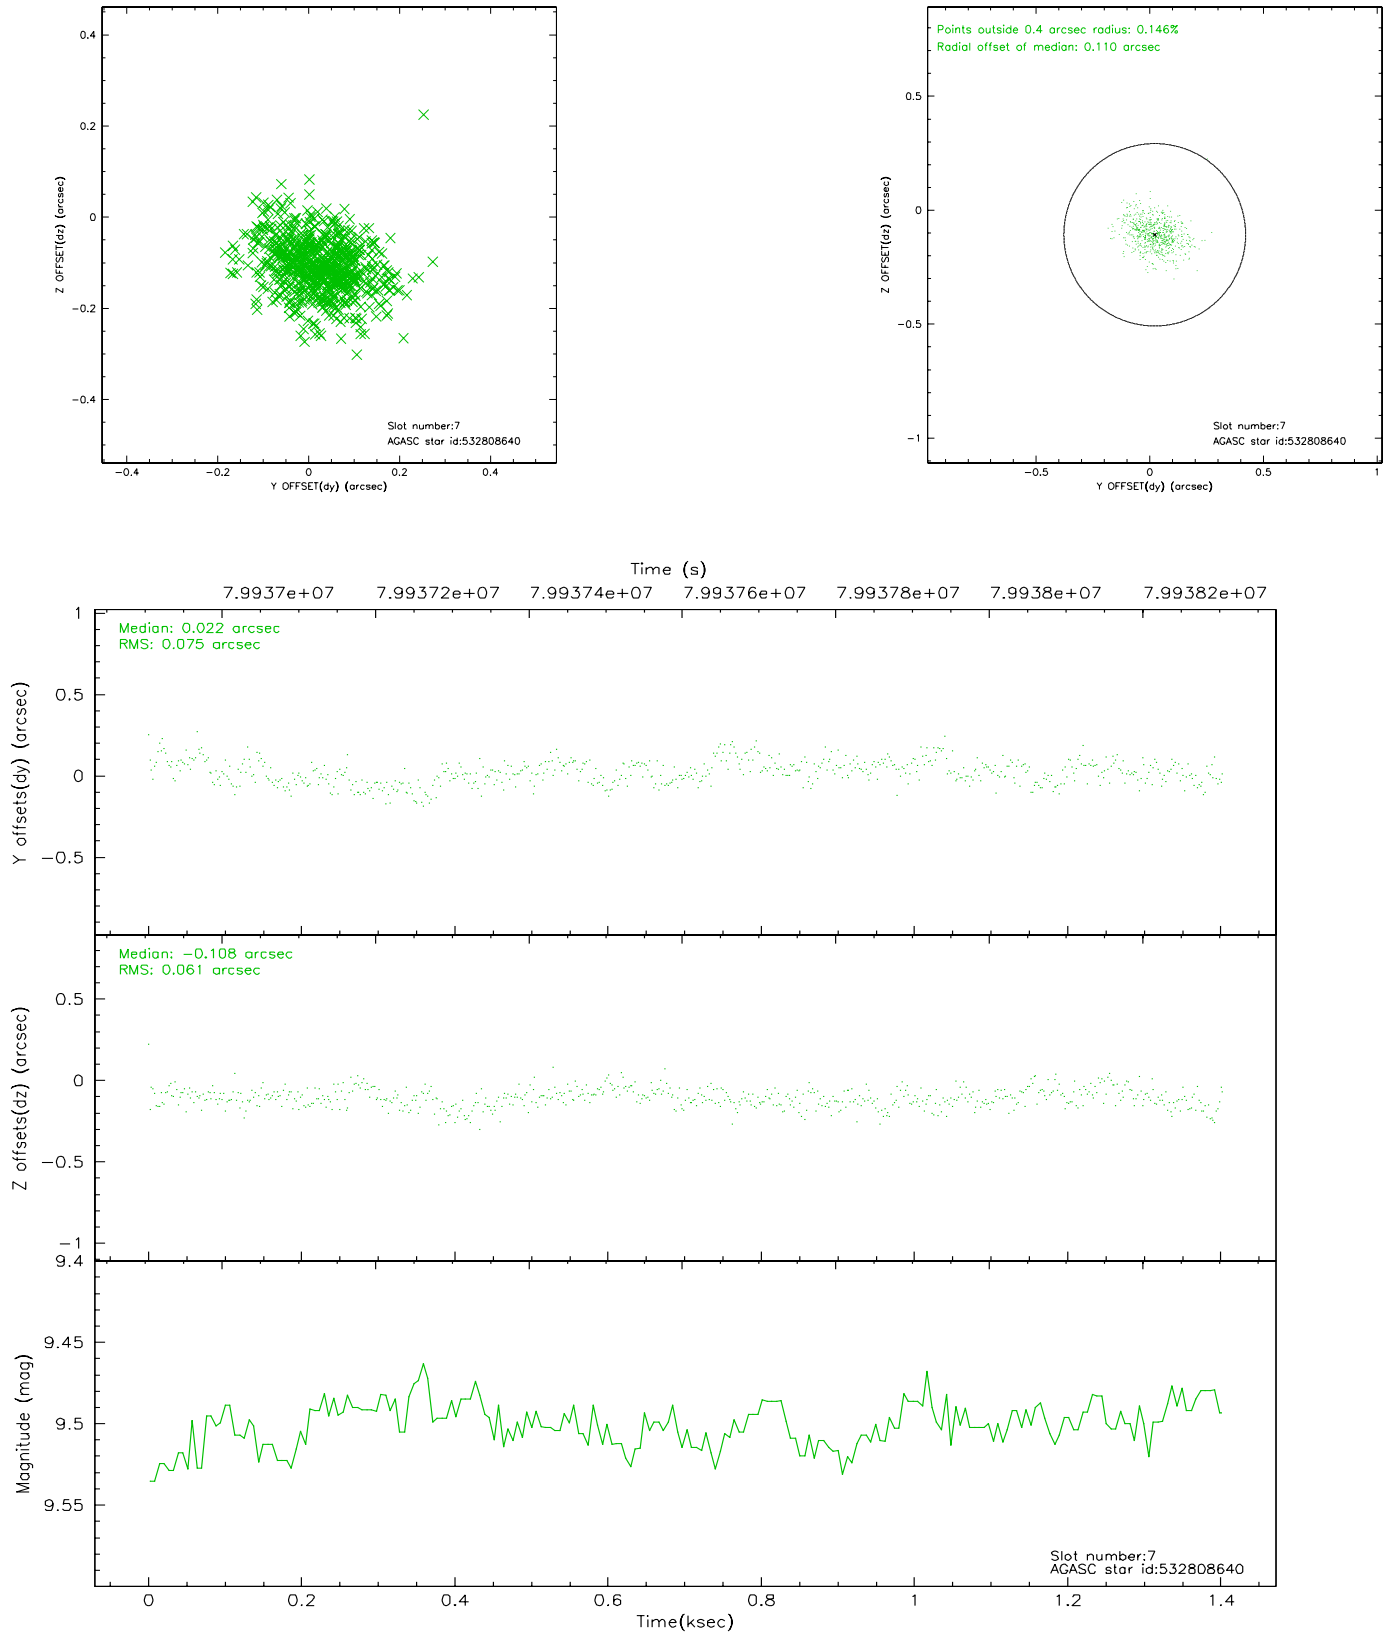 0.4
0.2
0
−0.2
−0.4
Z OFFSET(dz) (arcsec)
Slot number:7
AGASC star id:532808640
−0.4 −0.2 0 0.2 0.4
Y OFFSET(dy) (arcsec)
Points outside 0.4 arcsec radius: 0.146%
Radial offset of median: 0.110 arcsec
0.5
0
−0.5
−1
Z OFFSET(dz) (arcsec)
Slot number:7
AGASC star id:532808640
−0.5 0 0.5 1
Y OFFSET(dy) (arcsec)
Time (s)
7.9937e+07 7.99372e+07 7.99374e+07 7.99376e+07 7.99378e+07 7.9938e+07 7.99382e+07
Median: 0.022 arcsec
RMS: 0.075 arcsec
1
0.5
0
−0.5
Y offsets(dy) (arcsec)
Median: −0.108 arcsec
RMS: 0.061 arcsec
0.5
0
−0.5
−1
Z offsets(dz) (arcsec)
9.4
9.45
9.5
9.55
Magnitude (mag)
Slot number:7
AGASC star id:532808640
0 0.2 0.4 0.6 0.8 1 1.2 1.4
Time(ksec)